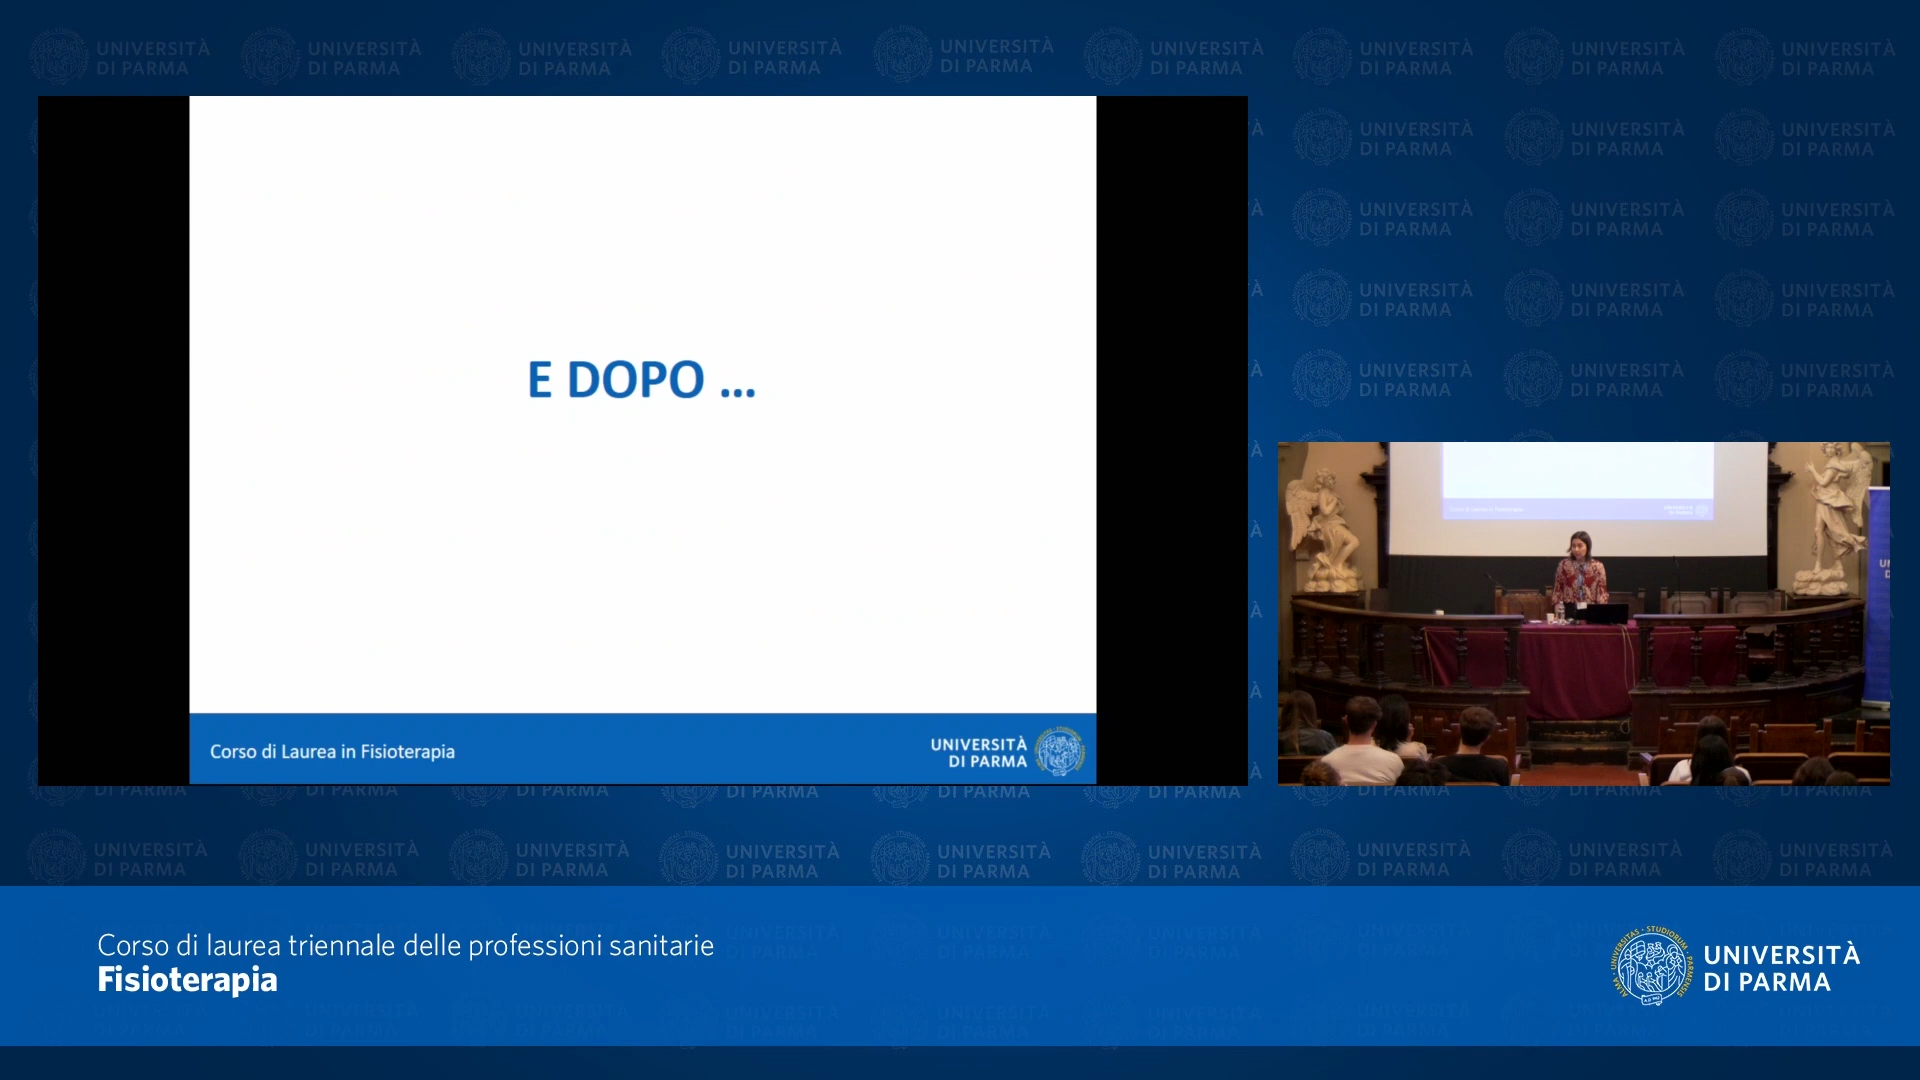 E DOPO ...
Corso di Laurea in Fisioterapia
UNIVERSITÀ
DI PARMA
Corso di laurea triennale delle professioni sanitarie
Fisioterapia
UNIVERSITÀ
DI PARMA